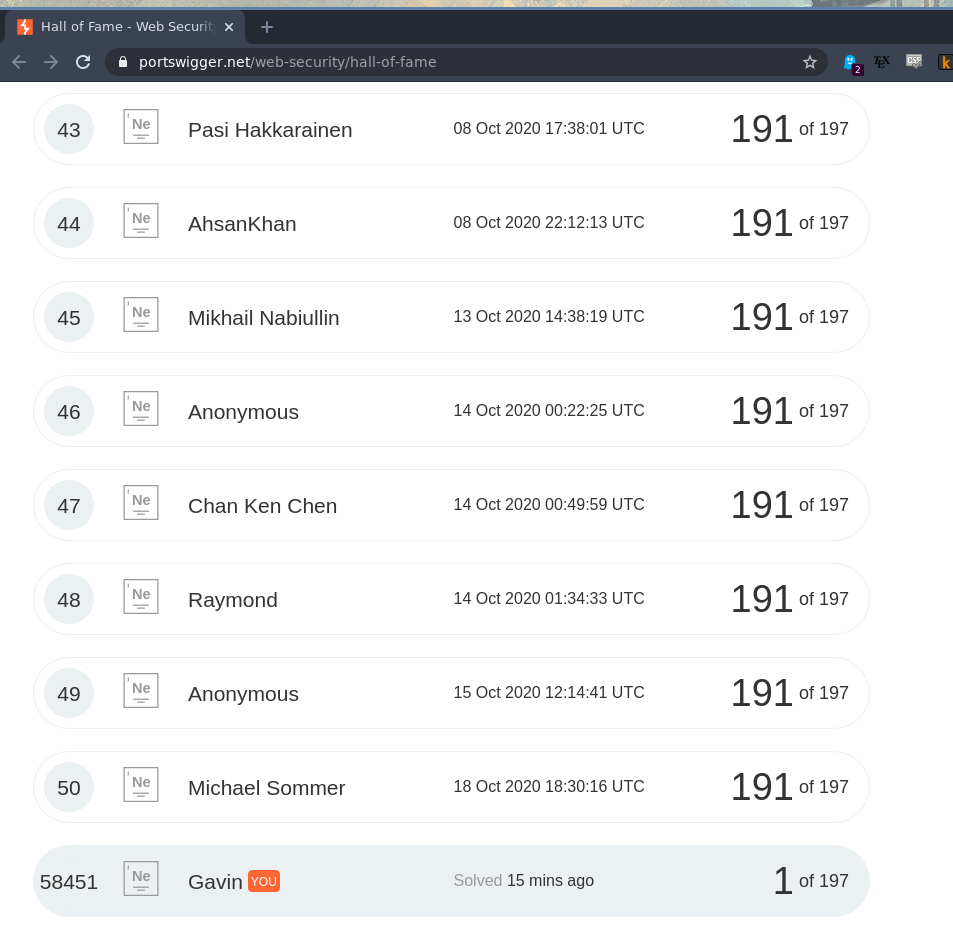 Hall of Fame - Web Securit
portswigger.net/web-security/hall-of-fame
2
TEX
CSS
k
43 Ne Pasi Hakkarainen 08 Oct 2020 17:38:01 UTC 191 of 197
44 Ne AhsanKhan 08 Oct 2020 22:12:13 UTC 191 of 197
45 Ne Mikhail Nabiullin 13 Oct 2020 14:38:19 UTC 191 of 197
46 Ne Anonymous 14 Oct 2020 00:22:25 UTC 191 of 197
47 Ne Chan Ken Chen 14 Oct 2020 00:49:59 UTC 191 of 197
48 Ne Raymond 14 Oct 2020 01:34:33 UTC 191 of 197
49 Ne Anonymous 15 Oct 2020 12:14:41 UTC 191 of 197
50 Ne Michael Sommer 18 Oct 2020 18:30:16 UTC 191 of 197
58451 Ne Gavin YOU Solved 15 mins ago 1 of 197